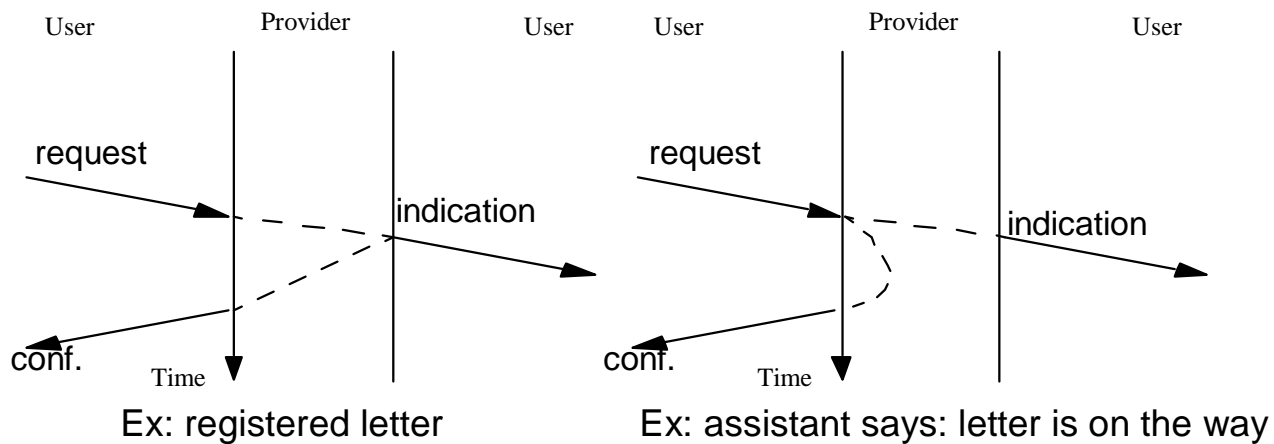 User Provider User
request
indication
conf.
Time
Ex: registered letter
User Provider User
request
indication
conf.
Time
Ex: assistant says: letter is on the way